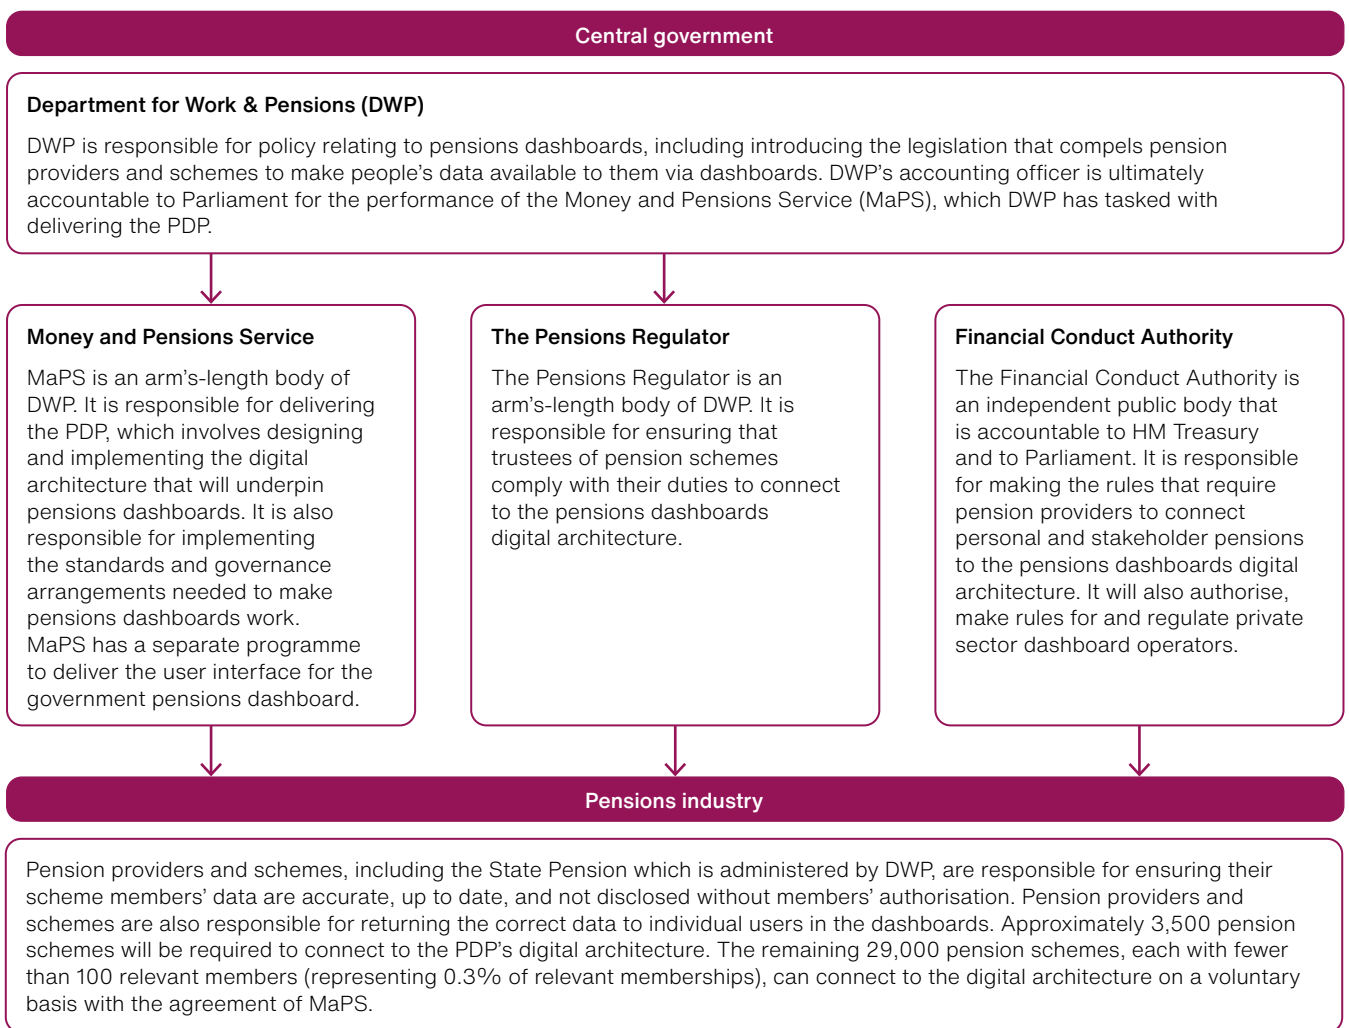 Central government
Department for Work & Pensions (DWP)
DWP is responsible for policy relating to pensions dashboards, including introducing the legislation that compels pension
providers and schemes to make people’s data available to them via dashboards. DWP’s accounting officer is ultimately
accountable to Parliament for the performance of the Money and Pensions Service (MaPS), which DWP has tasked with
delivering the PDP.
Money and Pensions Service
MaPS is an arm’s-length body of
DWP. It is responsible for delivering
the PDP, which involves designing
and implementing the digital
architecture that will underpin
pensions dashboards. It is also
responsible for implementing
the standards and governance
arrangements needed to make
pensions dashboards work.
MaPS has a separate programme
to deliver the user interface for the
government pensions dashboard.
The Pensions Regulator
The Pensions Regulator is an
arm’s-length body of DWP. It is
responsible for ensuring that
trustees of pension schemes
comply with their duties to connect
to the pensions dashboards
digital architecture.
Financial Conduct Authority
The Financial Conduct Authority is
an independent public body that
is accountable to HM Treasury
and to Parliament. It is responsible
for making the rules that require
pension providers to connect
personal and stakeholder pensions
to the pensions dashboards digital
architecture. It will also authorise,
make rules for and regulate private
sector dashboard operators.
Pensions industry
Pension providers and schemes, including the State Pension which is administered by DWP, are responsible for ensuring their
scheme members’ data are accurate, up to date, and not disclosed without members’ authorisation. Pension providers and
schemes are also responsible for returning the correct data to individual users in the dashboards. Approximately 3,500 pension
schemes will be required to connect to the PDP’s digital architecture. The remaining 29,000 pension schemes, each with fewer
than 100 relevant members (representing 0.3% of relevant memberships), can connect to the digital architecture on a voluntary
basis with the agreement of MaPS.